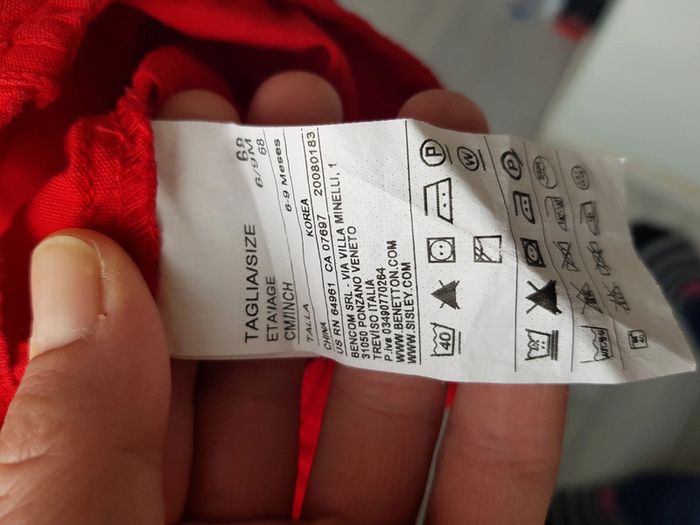 TAGLIA/SIZE 68
ETA'/AGE 6/9M
CM/INCH 68
TALLA 6-9 Meses
CHINA KOREA 20080183
US RN 64961 CA 07897
BENCOM SRL - VIA VILLA MINELLI, 1
31050 PONZANO VENETO
TREVISO ITALIA
P.iva 03490770264
WWW.BENETTON.COM
WWW.SISLEY.COM
40 P W
P